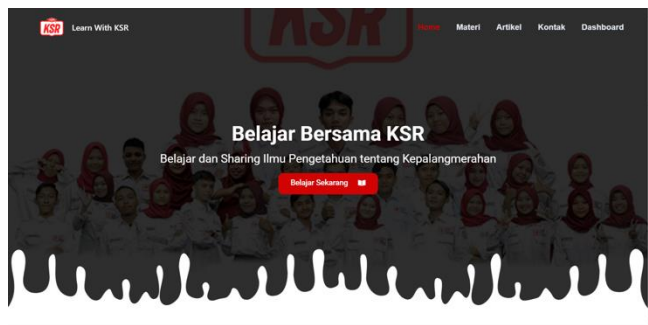 KSR
KSR
Learn With KSR
Home
Materi
Artikel
Kontak
Dashboard
Belajar Bersama KSR
Belajar dan Sharing Ilmu Pengetahuan tentang Kepalangmerahan
Belajar Sekarang